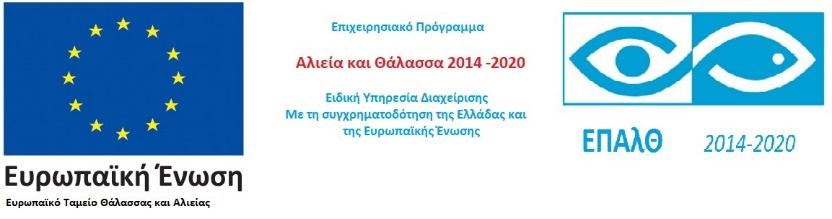 Ευρωπαϊκή Ένωση
Ευρωπαϊκό Ταμείο Θάλασσας και Αλιείας
Επιχειρησιακό Πρόγραμμα
Αλιεία και Θάλασσα 2014 -2020
Ειδική Υπηρεσία Διαχείρισης
Με τη συγχρηματοδότηση της Ελλάδας και
της Ευρωπαϊκής Ένωσης
ΕΠΑλΘ 2014-2020